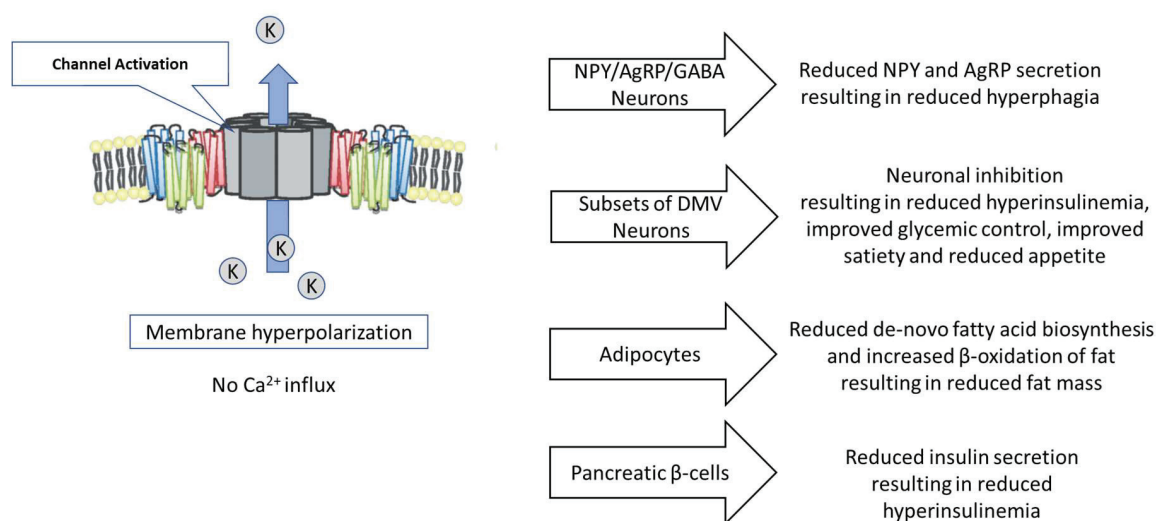 K
Channel Activation
K
K
K
Membrane hyperpolarization
No Ca²⁺ influx
NPY/AgRP/GABA
Neurons
Reduced NPY and AgRP secretion
resulting in reduced hyperphagia
Subsets of DMV
Neurons
Neuronal inhibition
resulting in reduced hyperinsulinemia,
improved glycemic control, improved
satiety and reduced appetite
Adipocytes
Reduced de-novo fatty acid biosynthesis
and increased β-oxidation of fat
resulting in reduced fat mass
Pancreatic β-cells
Reduced insulin secretion
resulting in reduced
hyperinsulinemia